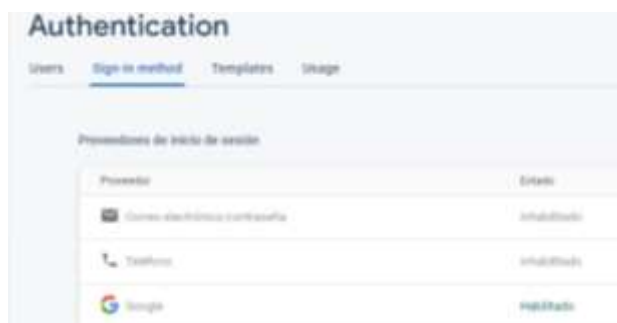 Authentication
Users Sign-in method Templates Usage
Proveedores de inicio de sesión
Proveedor Estado
Correo electrónico/contraseña Inhabilitado
Teléfono Inhabilitado
Google Habilitado